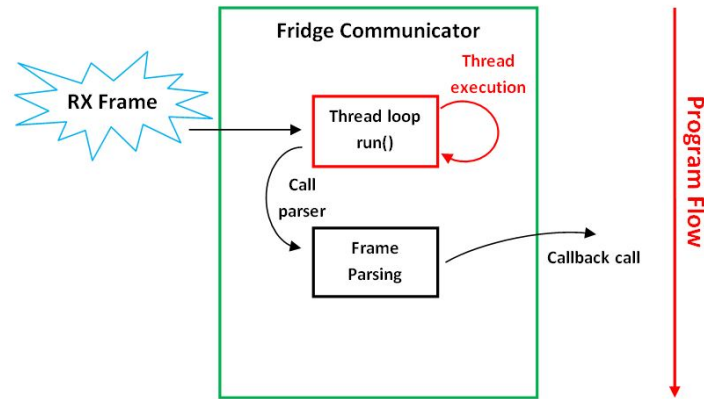 Fridge Communicator
RX Frame
Thread
execution
Thread loop
run()
Call
parser
Frame
Parsing
Callback call
Program Flow